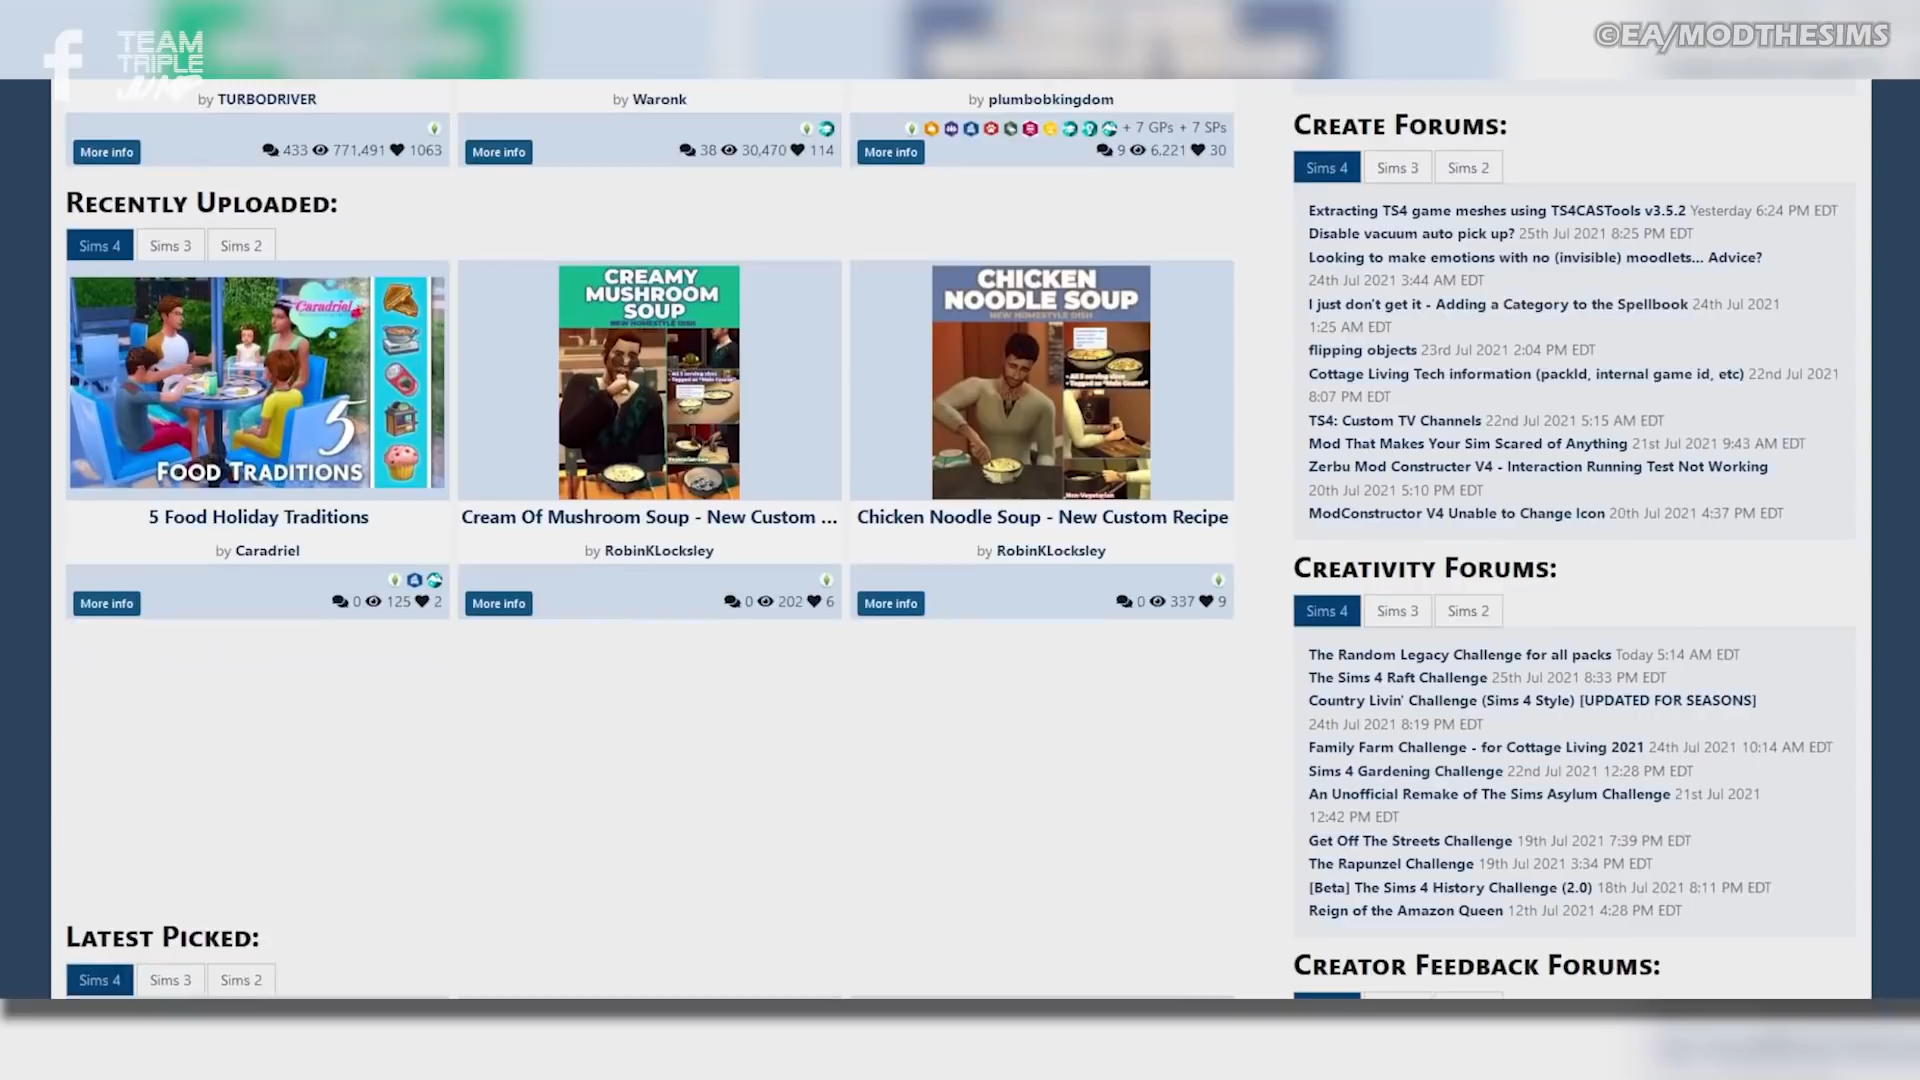 f TEAM TRIPLE JUMP
©EA/MODTHESIMS
by TURBODRIVER
More info 433 771,491 1063
by Waronk
More info 38 30,470 114
by plumbobkingdom
+ 7 GPs + 7 SPs
More info 9 6,221 30
RECENTLY UPLOADED:
Sims 4 Sims 3 Sims 2
Caradriel
5
FOOD TRADITIONS
5 Food Holiday Traditions
by Caradriel
More info 0 125 2
CREAMY
MUSHROOM
SOUP
NEW HOMESTYLE DISH
Cream Of Mushroom Soup - New Custom ...
by RobinKLocksley
More info 0 202 6
CHICKEN
NOODLE SOUP
NEW HOMESTYLE DISH
Chicken Noodle Soup - New Custom Recipe
by RobinKLocksley
More info 0 337 9
LATEST PICKED:
Sims 4 Sims 3 Sims 2
CREATE FORUMS:
Sims 4 Sims 3 Sims 2
Extracting TS4 game meshes using TS4CASTools v3.5.2 Yesterday 6:24 PM EDT
Disable vacuum auto pick up? 25th Jul 2021 8:25 PM EDT
Looking to make emotions with no (invisible) moodlets... Advice?
24th Jul 2021 3:44 AM EDT
I just don't get it - Adding a Category to the Spellbook 24th Jul 2021
1:25 AM EDT
flipping objects 23rd Jul 2021 2:04 PM EDT
Cottage Living Tech information (packId, internal game id, etc) 22nd Jul 2021
8:07 PM EDT
TS4: Custom TV Channels 22nd Jul 2021 5:15 AM EDT
Mod That Makes Your Sim Scared of Anything 21st Jul 2021 9:43 AM EDT
Zerbu Mod Constructer V4 - Interaction Running Test Not Working
20th Jul 2021 5:10 PM EDT
ModConstructor V4 Unable to Change Icon 20th Jul 2021 4:37 PM EDT
CREATIVITY FORUMS:
Sims 4 Sims 3 Sims 2
The Random Legacy Challenge for all packs Today 5:14 AM EDT
The Sims 4 Raft Challenge 25th Jul 2021 8:33 PM EDT
Country Livin' Challenge (Sims 4 Style) [UPDATED FOR SEASONS]
24th Jul 2021 8:19 PM EDT
Family Farm Challenge - for Cottage Living 2021 24th Jul 2021 10:14 AM EDT
Sims 4 Gardening Challenge 22nd Jul 2021 12:28 PM EDT
An Unofficial Remake of The Sims Asylum Challenge 21st Jul 2021
12:42 PM EDT
Get Off The Streets Challenge 19th Jul 2021 7:39 PM EDT
The Rapunzel Challenge 19th Jul 2021 3:34 PM EDT
[Beta] The Sims 4 History Challenge (2.0) 18th Jul 2021 8:11 PM EDT
Reign of the Amazon Queen 12th Jul 2021 4:28 PM EDT
CREATOR FEEDBACK FORUMS: